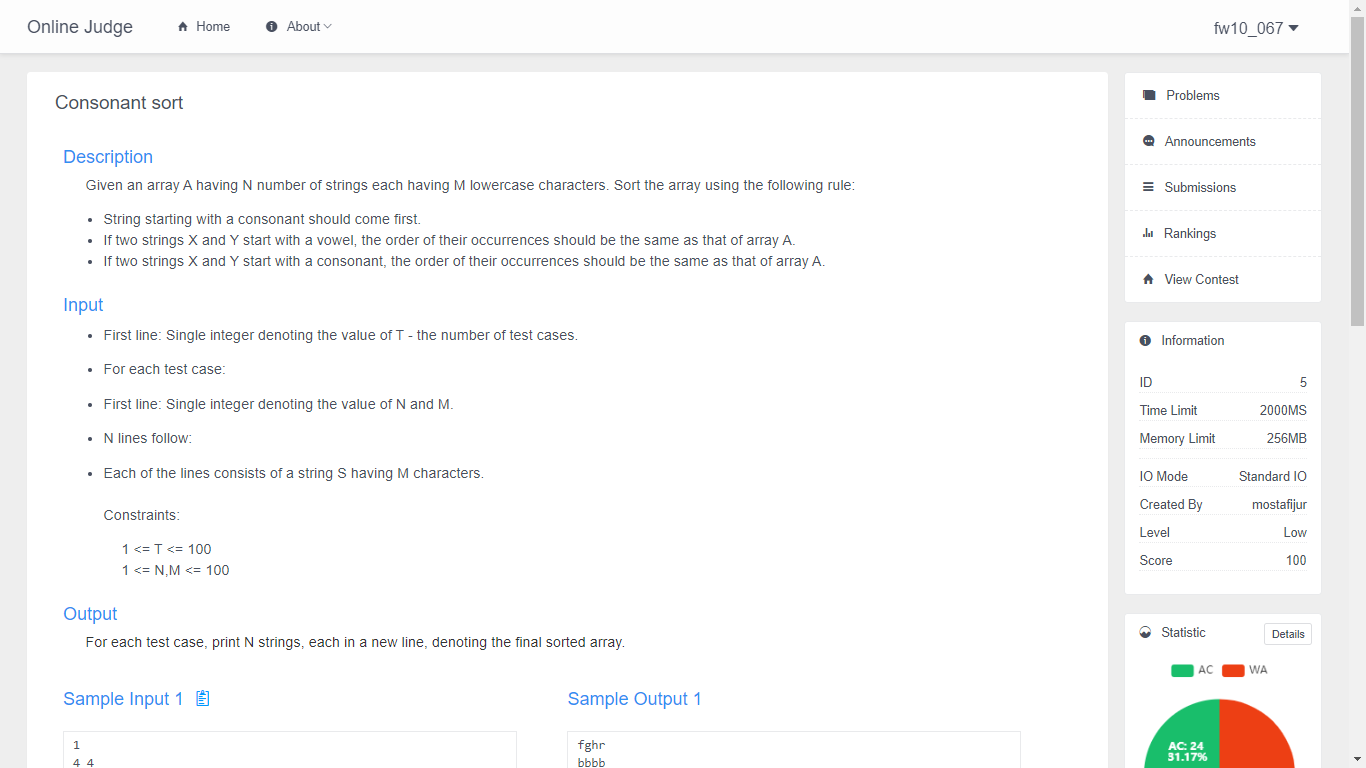 Online Judge Home About fw10_067
Consonant sort
Description
Given an array A having N number of strings each having M lowercase characters. Sort the array using the following rule:
String starting with a consonant should come first.
If two strings X and Y start with a vowel, the order of their occurrences should be the same as that of array A.
If two strings X and Y start with a consonant, the order of their occurrences should be the same as that of array A.
Input
First line: Single integer denoting the value of T - the number of test cases.
For each test case:
First line: Single integer denoting the value of N and M.
N lines follow:
Each of the lines consists of a string S having M characters.
Constraints:
1 <= T <= 100
1 <= N,M <= 100
Output
For each test case, print N strings, each in a new line, denoting the final sorted array.
Sample Input 1
1
4 4
Sample Output 1
fghr
bbbb
Problems
Announcements
Submissions
Rankings
View Contest
Information
ID 5
Time Limit 2000MS
Memory Limit 256MB
IO Mode Standard IO
Created By mostafijur
Level Low
Score 100
Statistic Details
AC WA
AC: 24
31.17%